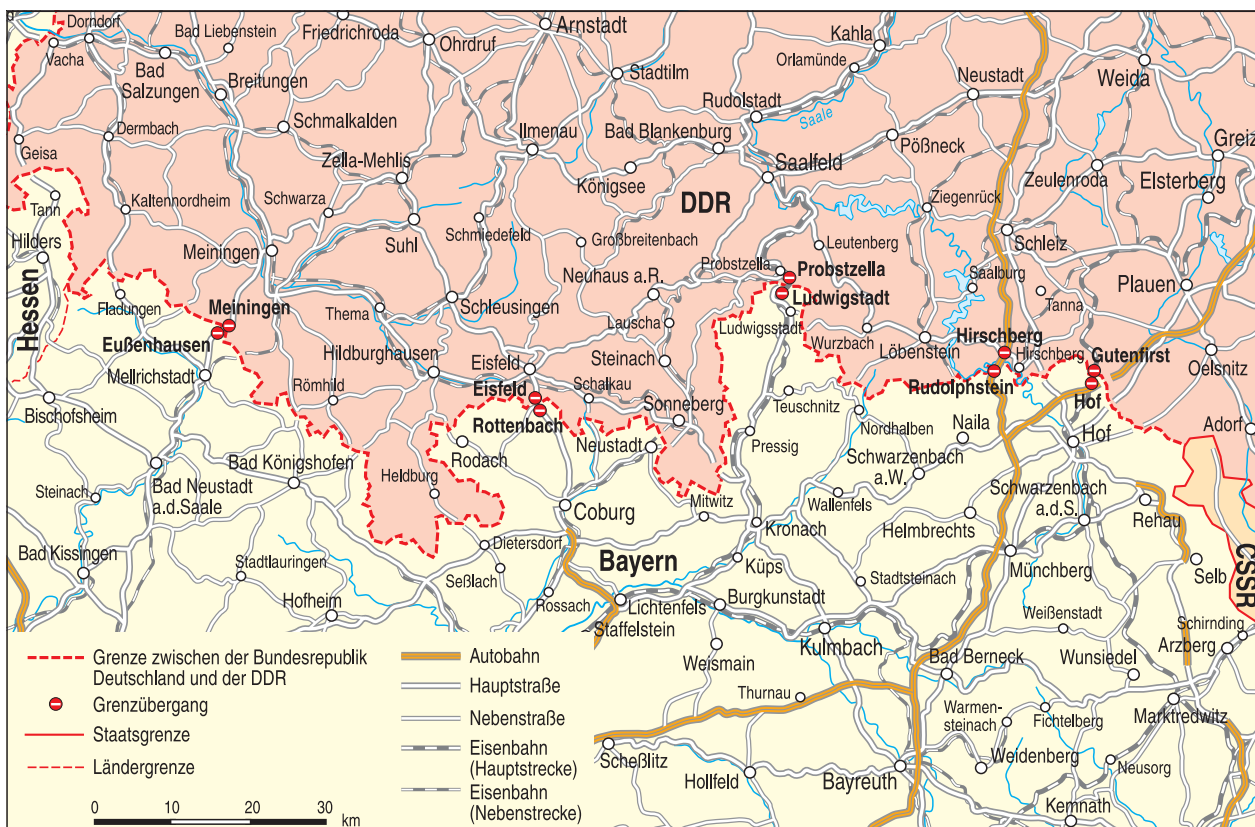 Dorndorf
Bad Liebenstein
Friedrichroda
Ohrdruf
Arnstadt
Kahla
Vacha
Bad
Salzungen
Breitungen
Stadtilm
Orlamünde
Neustadt
Weida
Dermbach
Schmalkalden
Ilmenau
Bad Blankenburg
Rudolstadt
Saale
Pößneck
Greiz
Geisa
Zella-Mehlis
Königsee
Saalfeld
Zeulenroda
Elsterberg
Tann
Kaltennordheim
Schwarza
DDR
Ziegenrück
Hilders
Meiningen
Suhl
Schmiedefeld
Großbreitenbach
Leutenberg
Schleiz
Hessen
Fladungen
Meiningen
Thema
Schleusingen
Neuhaus a.R.
Probstzella
Probstzella
Ludwigstadt
Saalburg
Tanna
Plauen
Eußenhausen
Lauscha
Ludwigsstadt
Wurzbach
Löbenstein
Hirschberg
Hirschberg
Gutenfirst
Oelsnitz
Mellrichstadt
Hildburghausen
Eisfeld
Steinach
Rudolphstein
Hof
Bischofsheim
Römhild
Eisfeld
Schalkau
Rottenbach
Sonneberg
Teuschnitz
Nordhalben
Naila
Hof
Adorf
Bad Königshofen
Rodach
Neustadt
Pressig
Schwarzenbach
a.W.
Steinach
Bad Neustadt
a.d.Saale
Heldburg
Coburg
Mitwitz
Wallenfels
Schwarzenbach
a.d.S.
Rehau
Kronach
Helmbrechts
Bad Kissingen
Stadtlauringen
Dietersdorf
Bayern
Küps
Stadtsteinach
Münchberg
Selb
CSSR
Seßlach
Hofheim
Rossach
Lichtenfels
Burgkunstadt
Weißenstadt
Schirnding
Staffelstein
Kulmbach
Arzberg
Weismain
Bad Berneck
Wunsiedel
Thurnau
Warmen-
steinach
Fichtelberg
Marktredwitz
Scheßlitz
Hollfeld
Bayreuth
Weidenberg
Neusorg
Kemnath
Grenze zwischen der Bundesrepublik
Deutschland und der DDR
Grenzübergang
Staatsgrenze
Ländergrenze
0 10 20 30
km
Autobahn
Hauptstraße
Nebenstraße
Eisenbahn
(Hauptstrecke)
Eisenbahn
(Nebenstrecke)